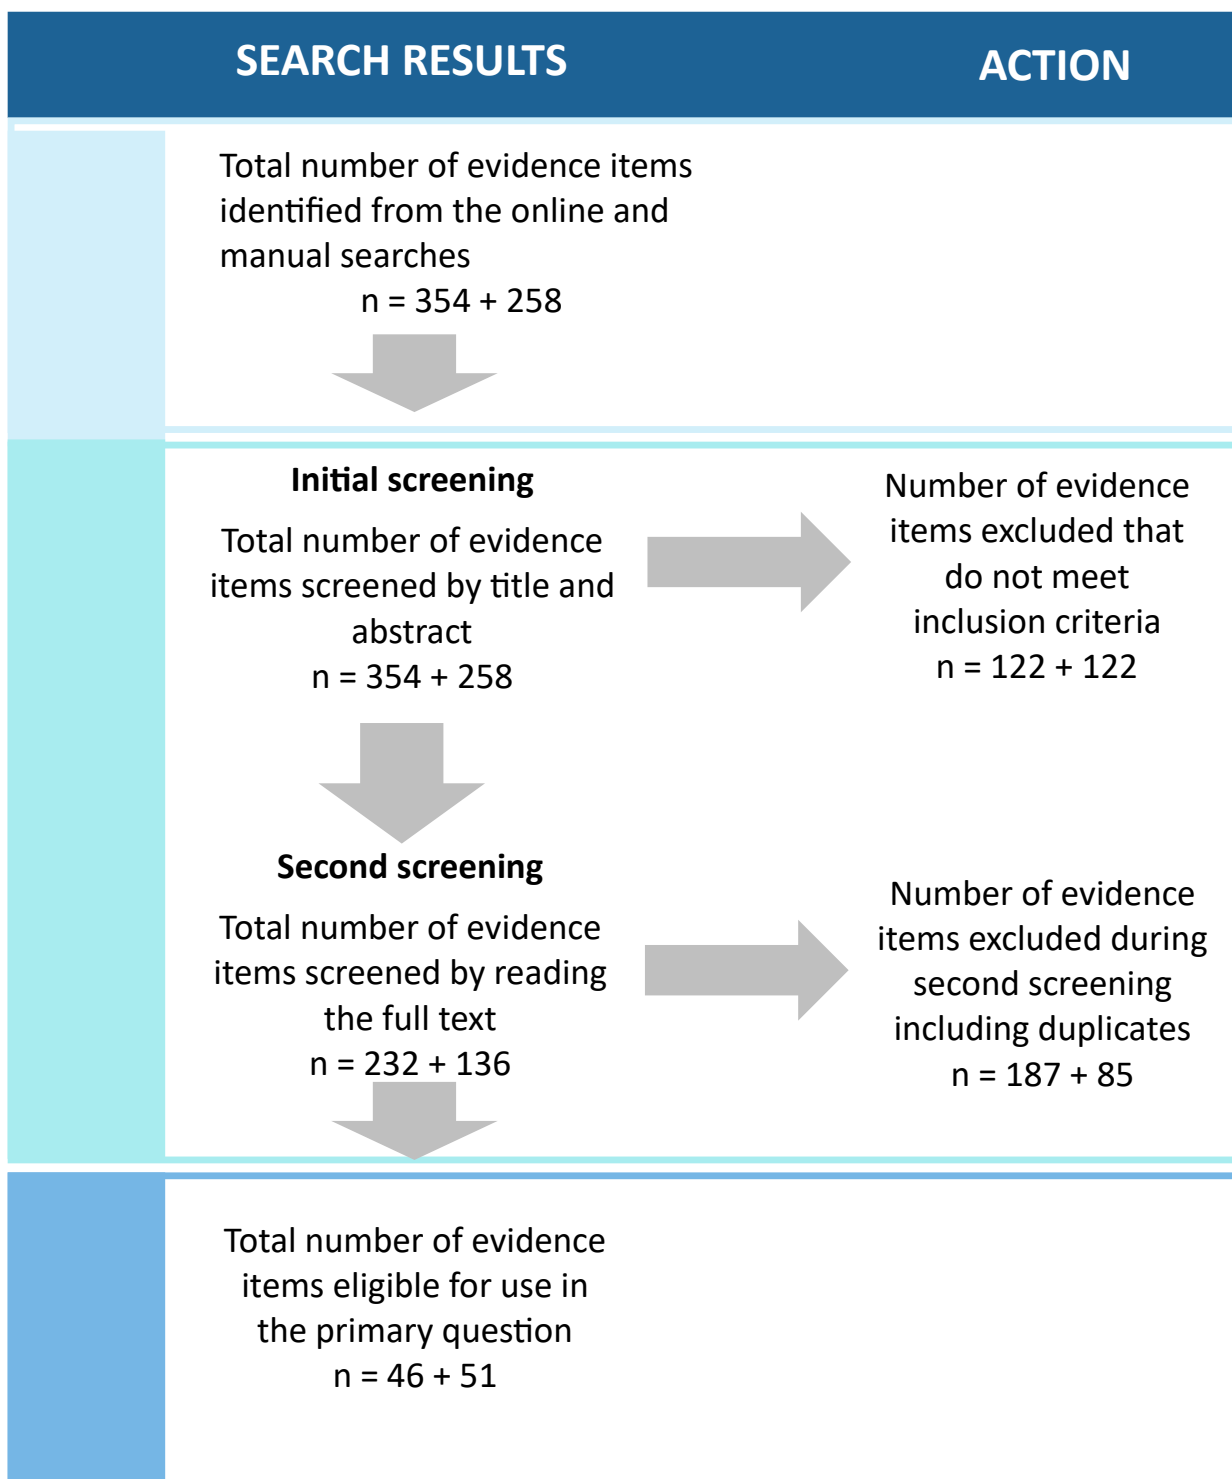 SEARCH RESULTS
ACTION
Total number of evidence items
identified from the online and
manual searches
n = 354 + 258
Initial screening
Total number of evidence
items screened by title and
abstract
n = 354 + 258
Number of evidence
items excluded that
do not meet
inclusion criteria
n = 122 + 122
Second screening
Total number of evidence
items screened by reading
the full text
n = 232 + 136
Number of evidence
items excluded during
second screening
including duplicates
n = 187 + 85
Total number of evidence
items eligible for use in
the primary question
n = 46 + 51